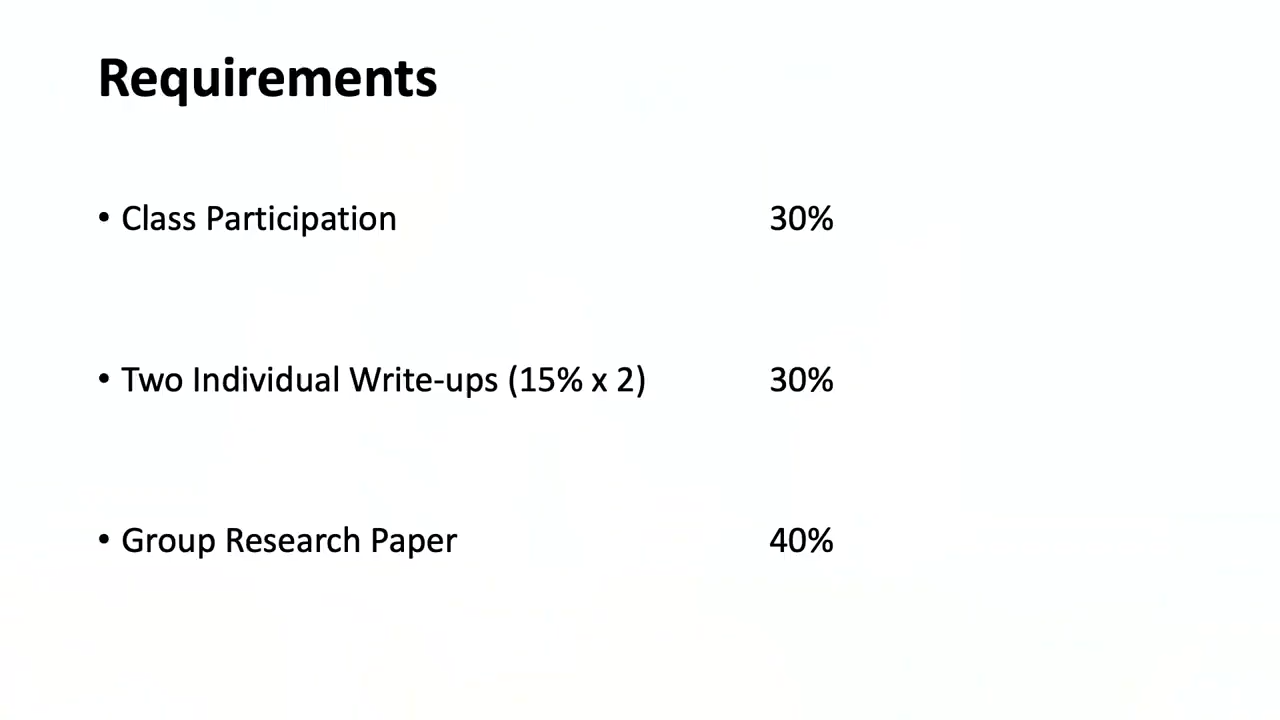 Requirements
• Class Participation 30%
• Two Individual Write-ups (15% x 2) 30%
• Group Research Paper 40%